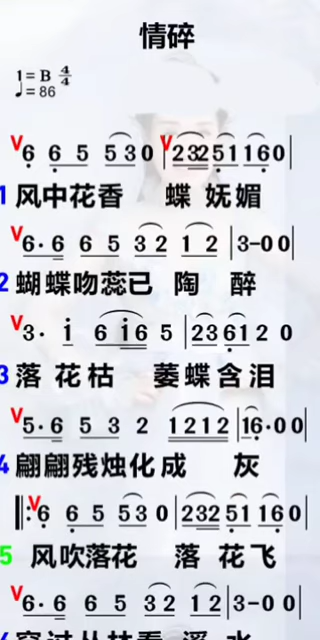 情碎
1=B 4/4
♩=86
V6 6 5 5 3 0 | V2 3 2 5 1 1 6 0 |
1 风中花香 蝶 妩媚
V6· 6 6 5 3 2 1 2 | 3 - 0 0 |
2 蝴蝶吻蕊已 陶 醉
V3· i 6 i 6 5 | 2 3 6 1 2 0
3 落 花枯 萎蝶含泪
V5· 6 5 3 2 1 2 1 2 | 1 6· 0 0 |
4 翩翩残烛化成 灰
‖: V6 6 5 5 3 0 | 2 3 2 5 1 1 6 0 |
5 风吹落花 落 花飞
V6· 6 6 5 3 2 1 2 | 3 - 0 0 |